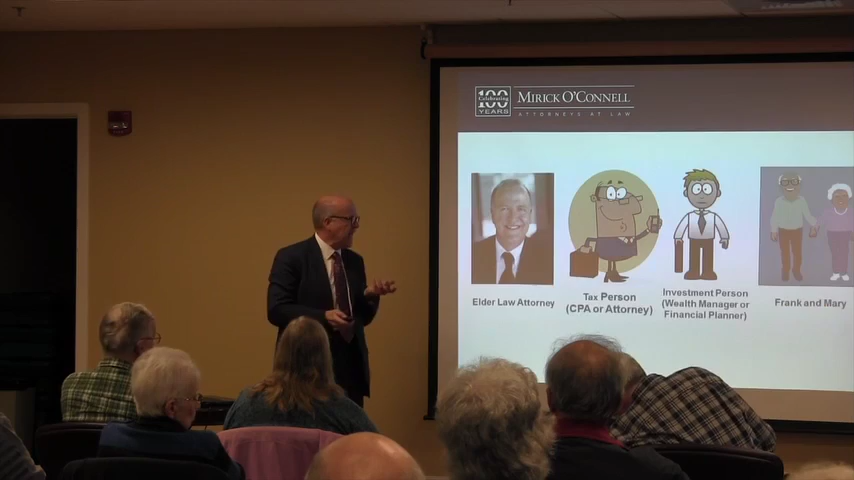 Celebrating
100
YEARS
MIRICK O'CONNELL
ATTORNEYS AT LAW
Elder Law Attorney
Tax Person
(CPA or Attorney)
Investment Person
(Wealth Manager or
Financial Planner)
Frank and Mary